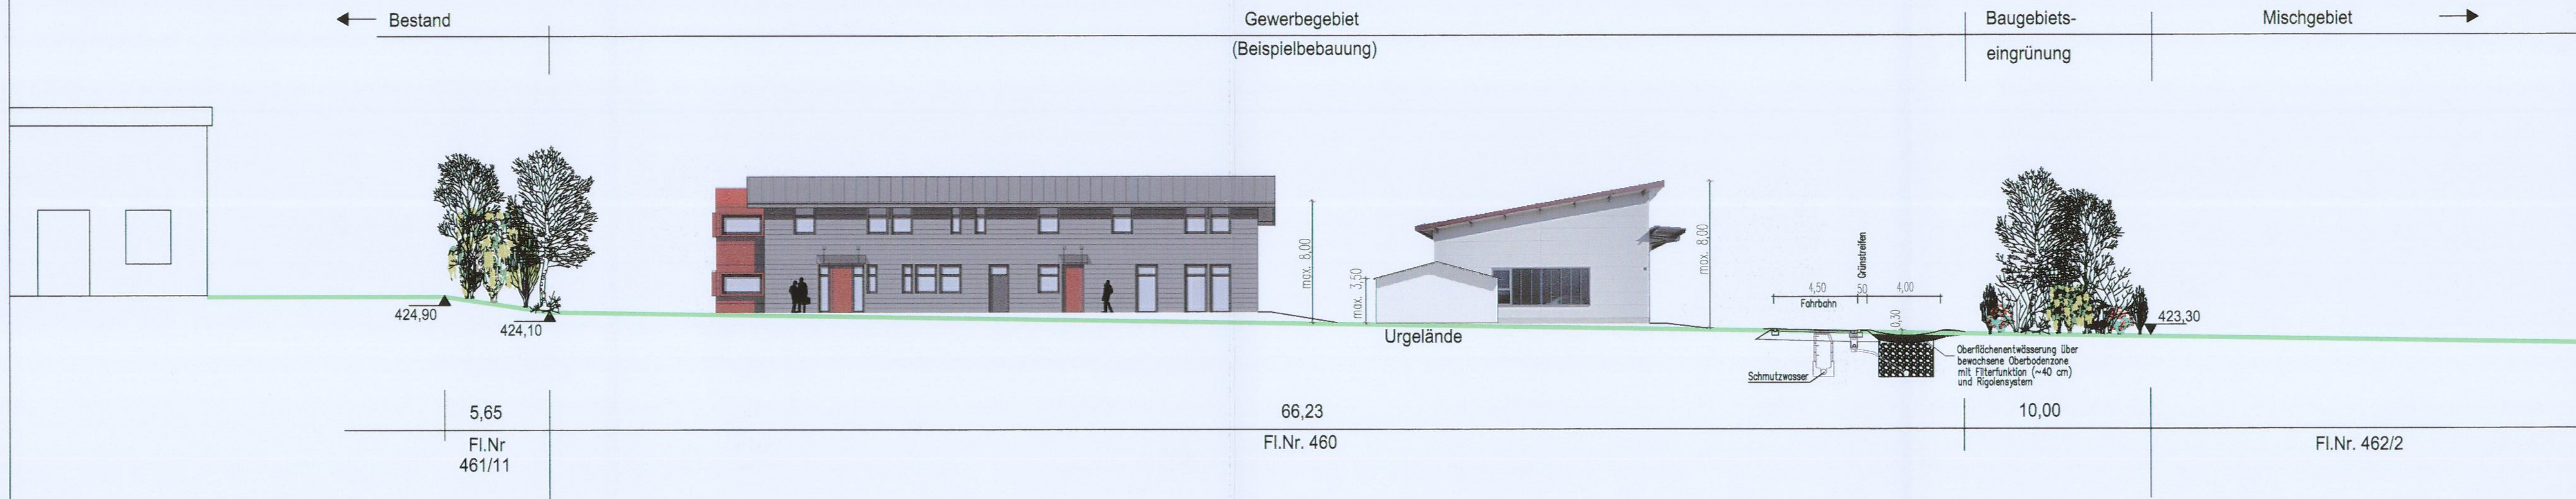 Bestand
Gewerbegebiet
(Beispielbebauung)
Baugebiets-
eingrünung
Mischgebiet
424,90
424,10
max. 8,00
max. 3,50
Urgelände
max. 8,00
4,50
Fahrbahn
50
Grünstreifen
4,00
0,30
Schmutzwasser
Oberflächenentwässerung über
bewachsene Oberbodenzone
mit Filterfunktion (~40 cm)
und Rigolensystem
423,30
5,65
66,23
10,00
Fl.Nr
461/11
Fl.Nr. 460
Fl.Nr. 462/2